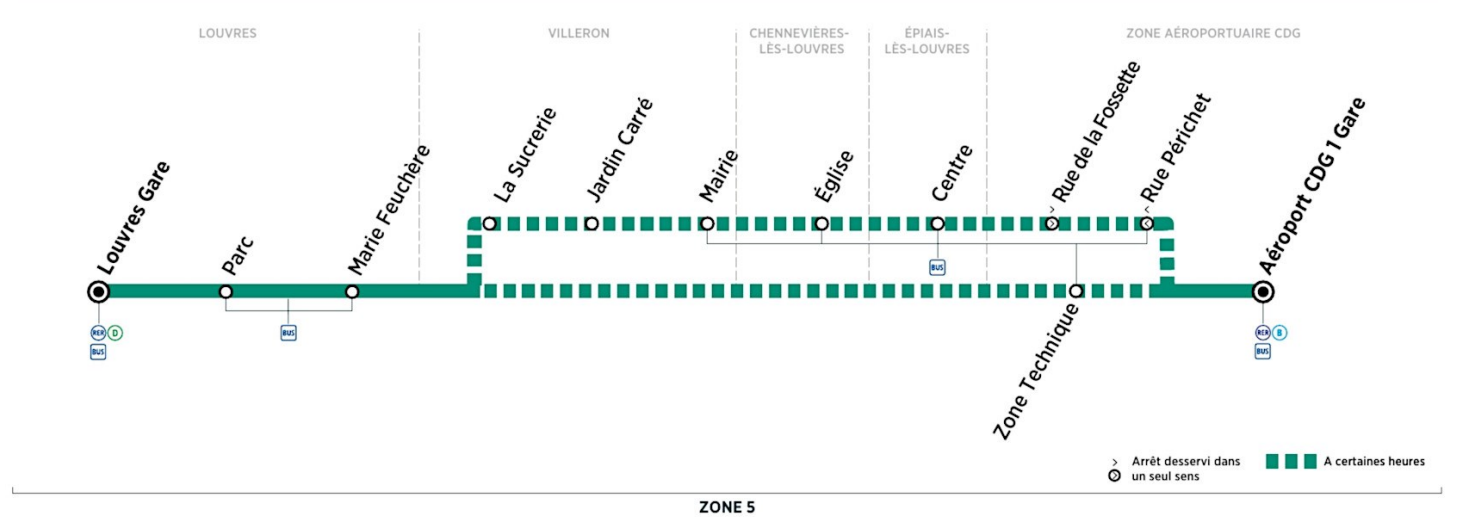 LOUVRES
VILLERON
CHENNEVIÈRES-
LÈS-LOUVRES
ÉPIAIS-
LÈS-LOUVRES
ZONE AÉROPORTUAIRE CDG
Louvres Gare
Parc
Marie Feuchère
La Sucrerie
Jardin Carré
Mairie
Église
Centre
Rue de la Fossette
Rue Périchet
Aéroport CDG 1 Gare
BUS
RER D
BUS
BUS
RER B
BUS
Zone Technique
Arrêt desservi dans
un seul sens
A certaines heures
ZONE 5